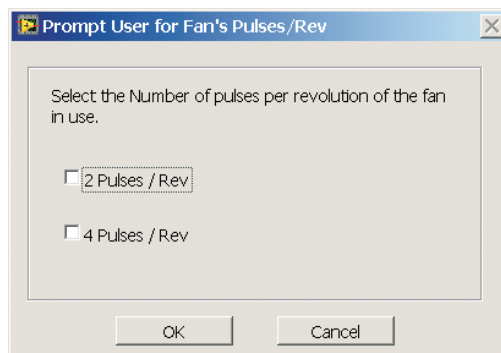 Prompt User for Fan's Pulses/Rev
Select the Number of pulses per revolution of the fan
in use.
2 Pulses / Rev
4 Pulses / Rev
OK
Cancel